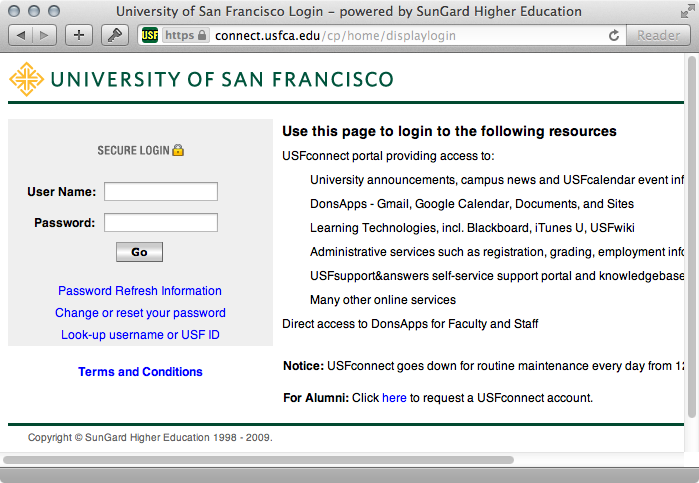 University of San Francisco Login – powered by SunGard Higher Education
USF https connect.usfca.edu/cp/home/displaylogin Reader
UNIVERSITY OF SAN FRANCISCO
SECURE LOGIN
User Name:
Password:
Go
Password Refresh Information
Change or reset your password
Look-up username or USF ID
Terms and Conditions
Use this page to login to the following resources
USFconnect portal providing access to:
University announcements, campus news and USFcalendar event inf
DonsApps - Gmail, Google Calendar, Documents, and Sites
Learning Technologies, incl. Blackboard, iTunes U, USFwiki
Administrative services such as registration, grading, employment info
USFsupport&answers self-service support portal and knowledgebase
Many other online services
Direct access to DonsApps for Faculty and Staff
Notice: USFconnect goes down for routine maintenance every day from 12
For Alumni: Click here to request a USFconnect account.
Copyright © SunGard Higher Education 1998 - 2009.